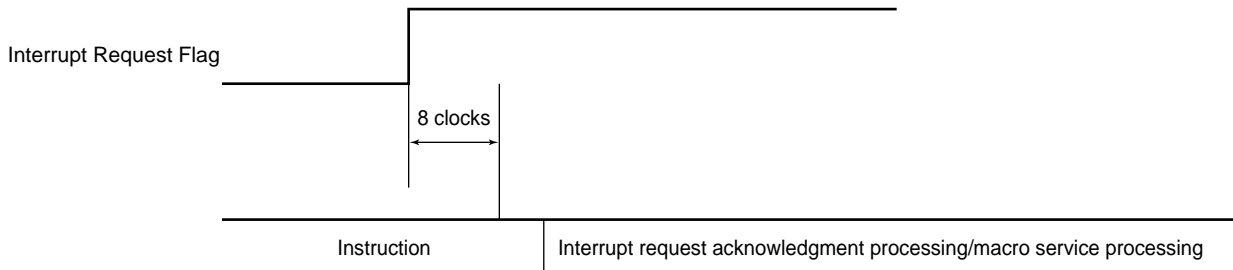 Interrupt Request Flag
8 clocks
Instruction
Interrupt request acknowledgment processing/macro service processing